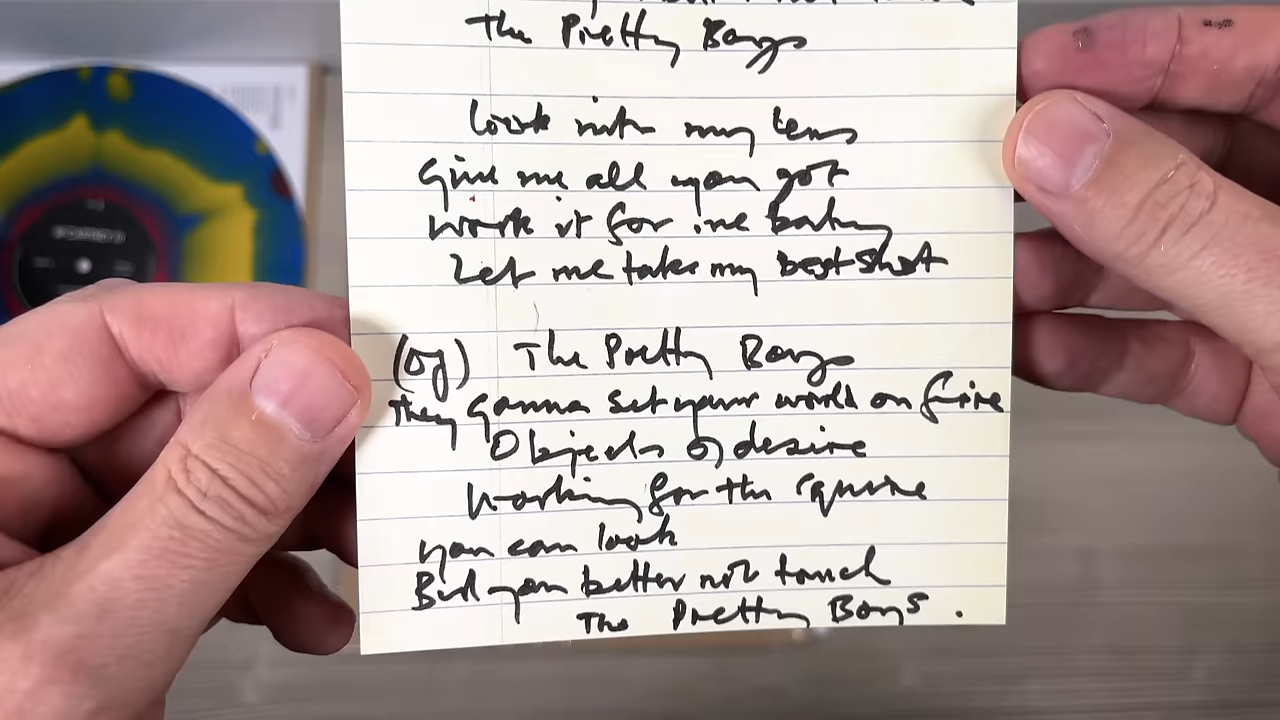 The Pretty Boys
Look into my lens
Give me all you got
work it for me baby
Let me take my best shot
(Oy) The Pretty Boys
They gonna set your world on fire
Objects of desire
Working for the squire
you can look
But you better not touch
The Pretty Boys.